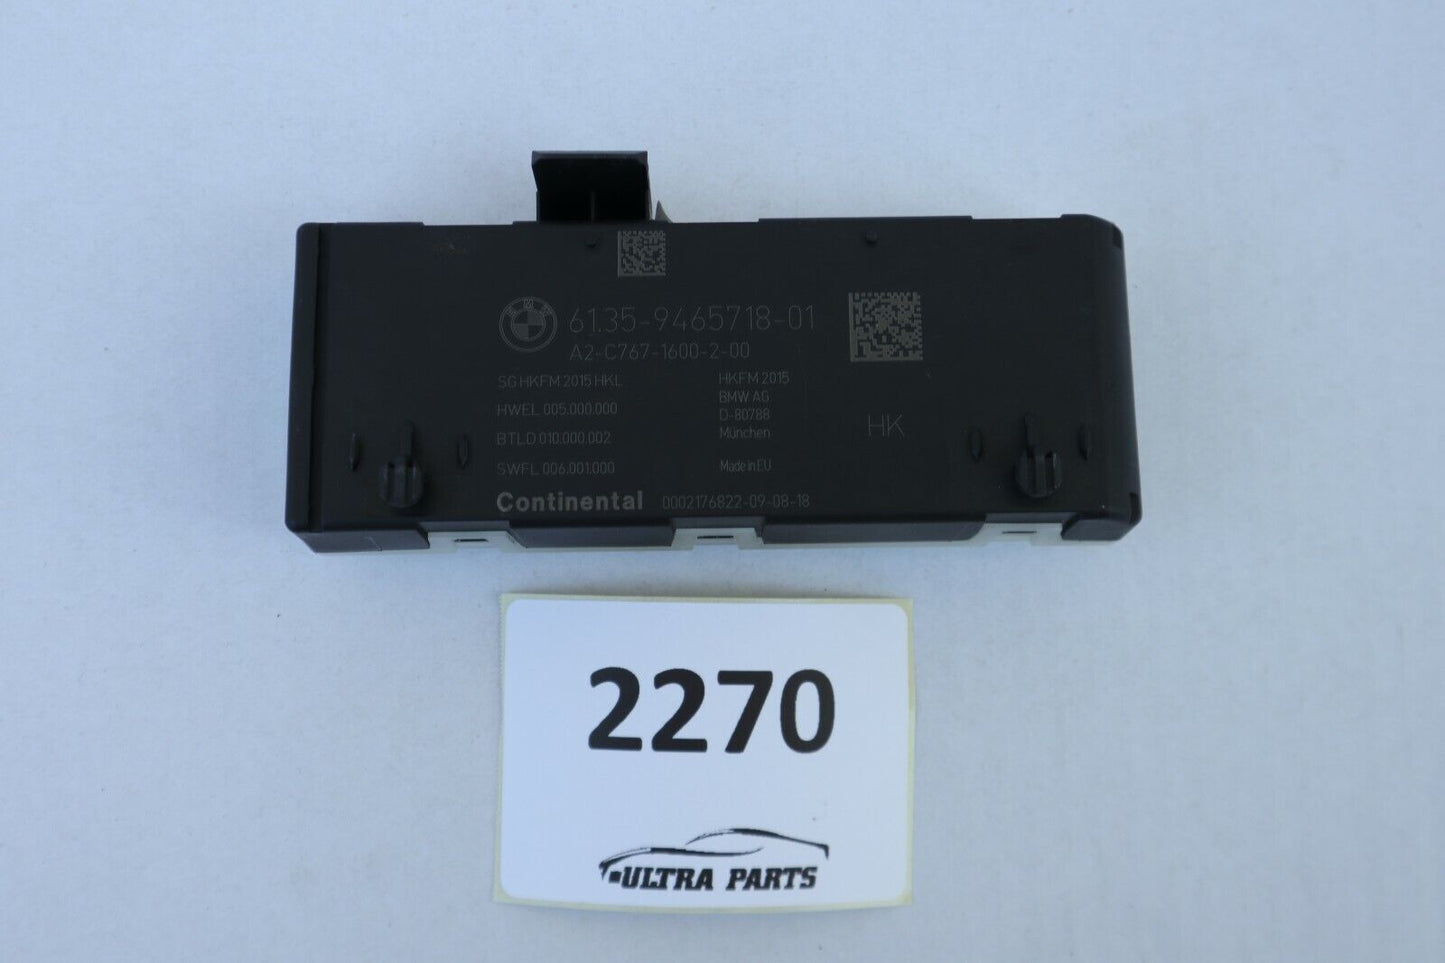 61.35-9465718-01
A2-C767-1600-2-00
SG HKFM 2015 HKL
HWEL 005.000.000
BTLD 010.000.002
SWFL 006.001.000
HKFM 2015
BMW AG
D-80788
München
Made in EU
HK
Continental 0002176822-09-08-18
2270
ULTRA PARTS